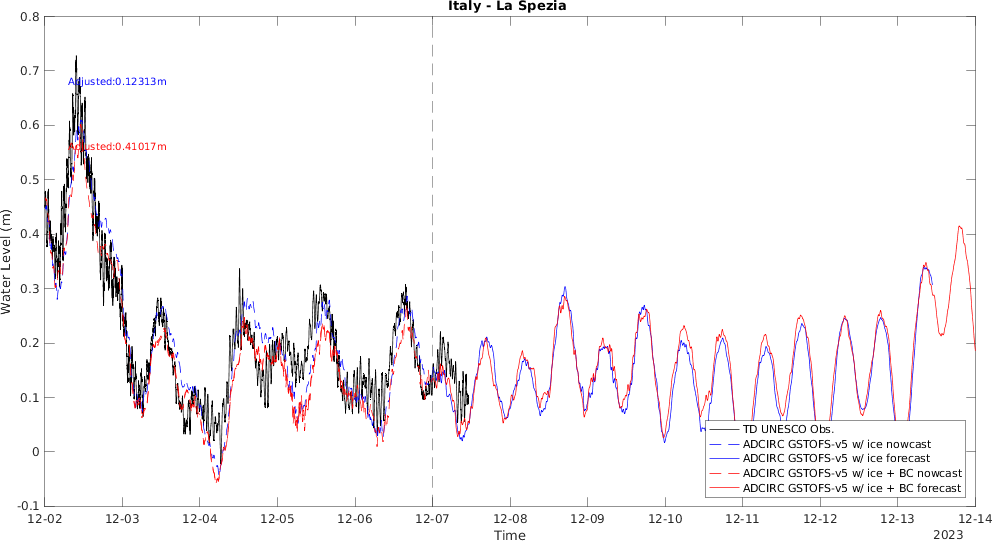 Italy - La Spezia
0.8
0.7
0.6
0.5
0.4
0.3
0.2
0.1
0
-0.1
Water Level (m)
Adjusted:0.12313m
Adjusted:0.41017m
TD UNESCO Obs.
ADCIRC GSTOFS-v5 w/ ice nowcast
ADCIRC GSTOFS-v5 w/ ice forecast
ADCIRC GSTOFS-v5 w/ ice + BC nowcast
ADCIRC GSTOFS-v5 w/ ice + BC forecast
12-02 12-03 12-04 12-05 12-06 12-07 12-08 12-09 12-10 12-11 12-12 12-13 12-14
Time
2023